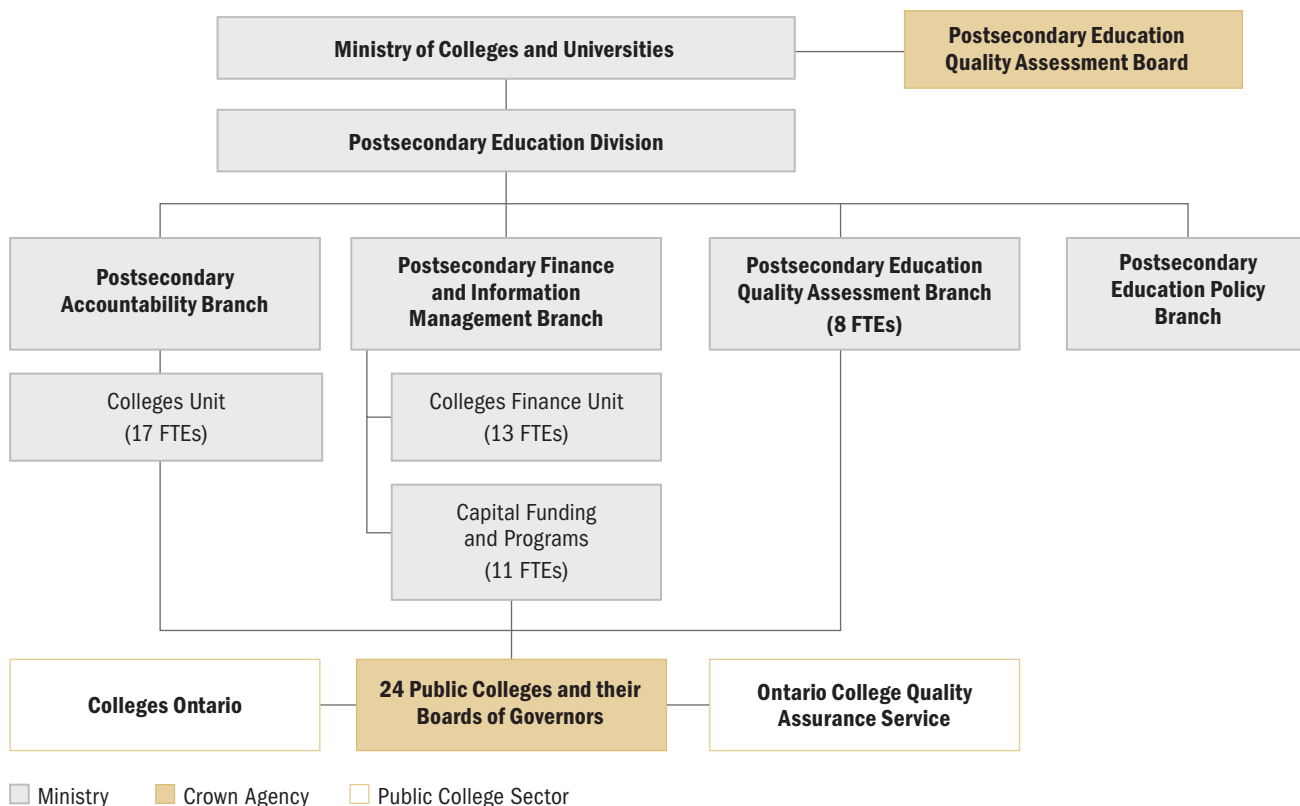 Ministry of Colleges and Universities
Postsecondary Education
Quality Assessment Board
Postsecondary Education Division
Postsecondary
Accountability Branch
Postsecondary Finance
and Information
Management Branch
Postsecondary Education
Quality Assessment Branch
(8 FTEs)
Postsecondary
Education Policy
Branch
Colleges Unit
(17 FTEs)
Colleges Finance Unit
(13 FTEs)
Capital Funding
and Programs
(11 FTEs)
Colleges Ontario
24 Public Colleges and their
Boards of Governors
Ontario College Quality
Assurance Service
Ministry
Crown Agency
Public College Sector